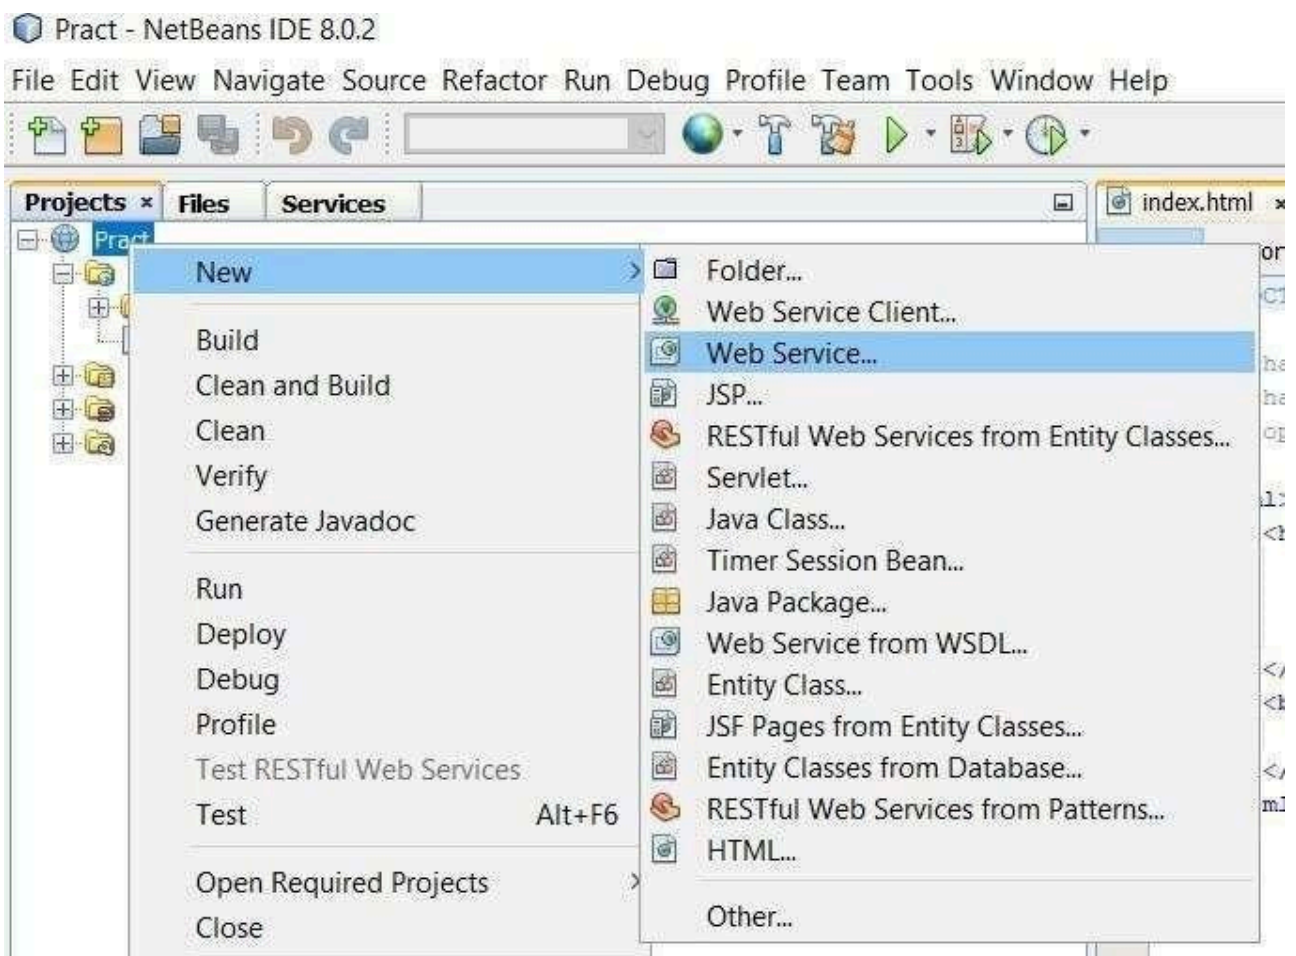 Pract - NetBeans IDE 8.0.2
File Edit View Navigate Source Refactor Run Debug Profile Team Tools Window Help
Projects × Files Services index.html ×
Pract
New
Build
Clean and Build
Clean
Verify
Generate Javadoc
Run
Deploy
Debug
Profile
Test RESTful Web Services
Test Alt+F6
Open Required Projects
Close
Folder...
Web Service Client...
Web Service...
JSP...
RESTful Web Services from Entity Classes...
Servlet...
Java Class...
Timer Session Bean...
Java Package...
Web Service from WSDL...
Entity Class...
JSF Pages from Entity Classes...
Entity Classes from Database...
RESTful Web Services from Patterns...
HTML...
Other...